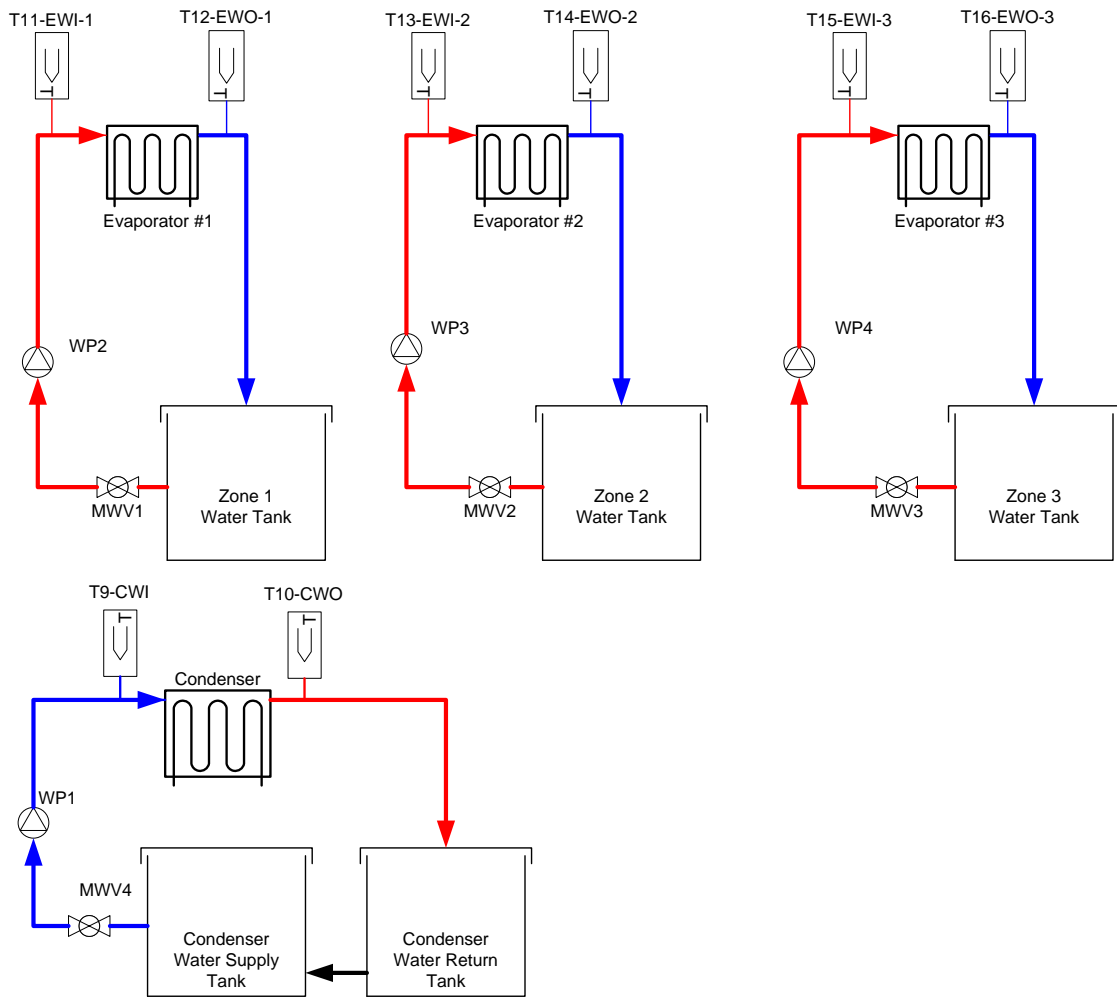 T11-EWI-1
T12-EWO-1
T13-EWI-2
T14-EWO-2
T15-EWI-3
T16-EWO-3
T
T
T
T
T
T
Evaporator #1
Evaporator #2
Evaporator #3
WP2
WP3
WP4
MWV1
Zone 1
Water Tank
MWV2
Zone 2
Water Tank
MWV3
Zone 3
Water Tank
T9-CWI
T10-CWO
T
T
Condenser
WP1
MWV4
Condenser
Water Supply
Tank
Condenser
Water Return
Tank